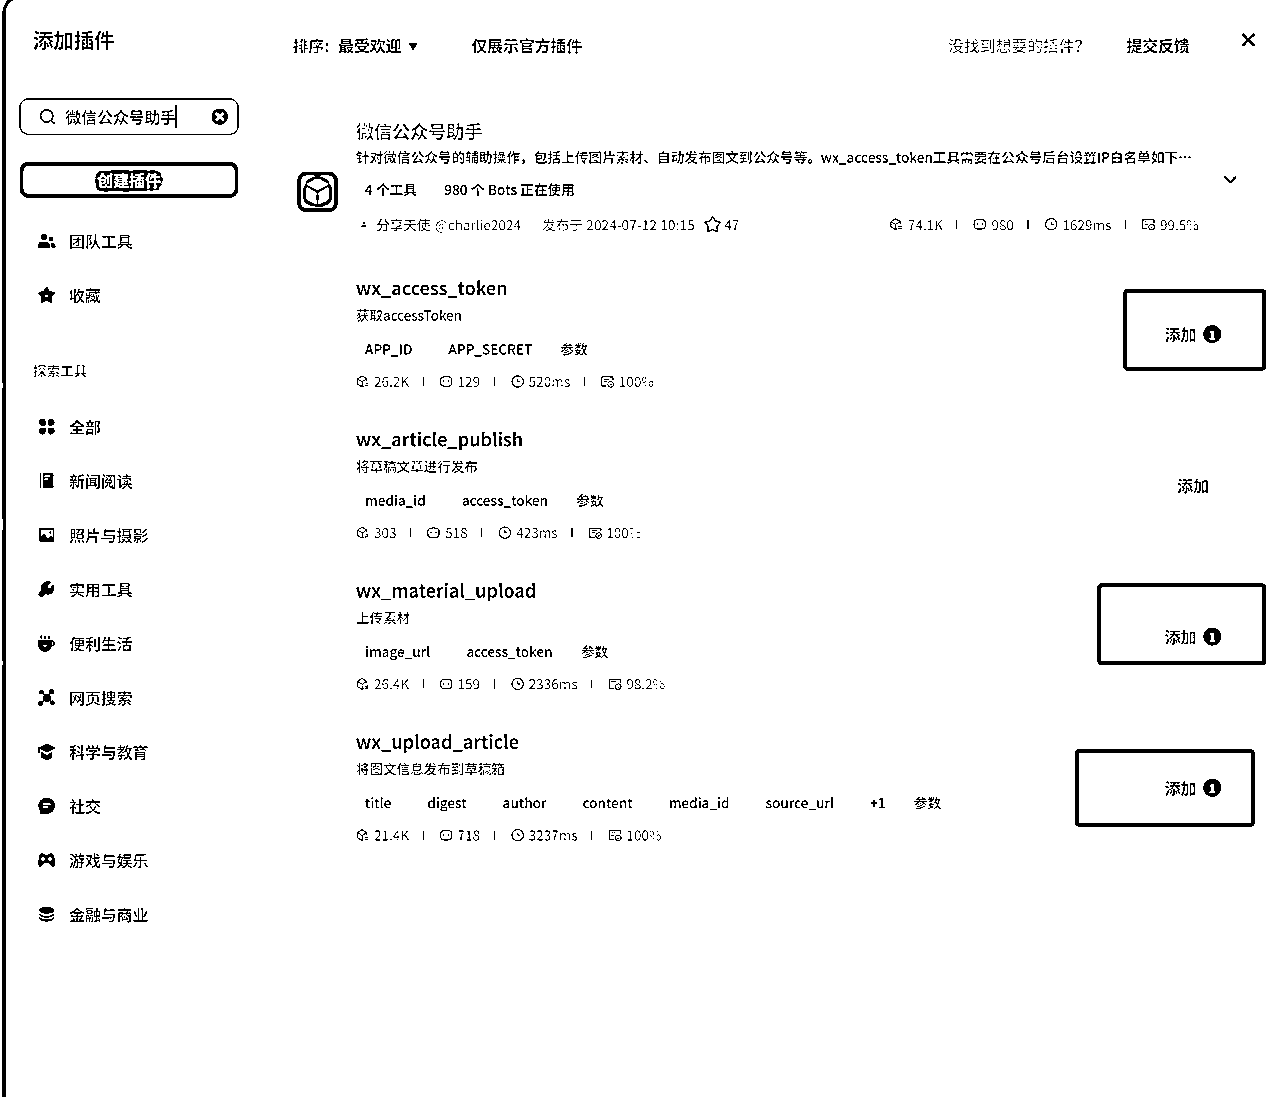 添加插件
排序: 最受欢迎
仅展示官方插件
没找到想要的插件?
提交反馈
微信公众号助手
创建插件
团队工具
收藏
探索工具
全部
新闻阅读
照片与摄影
实用工具
便利生活
网页搜索
科学与教育
社交
游戏与娱乐
金融与商业
微信公众号助手
针对微信公众号的辅助操作，包括上传图片素材、自动发布图文到公众号等。wx_access_token工具需要在公众号后台设置IP白名单如下…
4 个工具 980 个 Bots 正在使用
分享天使 @charlie2024 发布于 2024-07-12 10:15 47 74.1K 980 1629ms 99.5%
wx_access_token
获取accessToken
添加 1
APP_ID APP_SECRET 参数
26.2K 129 520ms 100%
wx_article_publish
将草稿文章进行发布
添加
media_id access_token 参数
303 518 423ms 100%
wx_material_upload
上传素材
添加 1
image_url access_token 参数
26.4K 159 2336ms 98.2%
wx_upload_article
将图文信息发布到草稿箱
添加 1
title digest author content media_id source_url +1 参数
21.4K 718 3237ms 100%